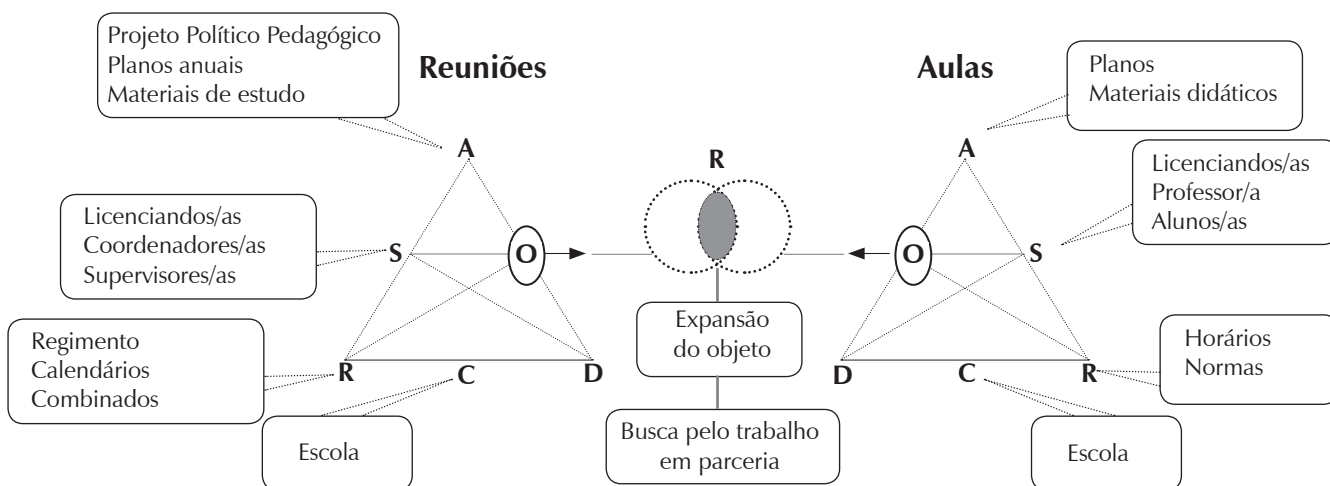 Projeto Político Pedagógico
Planos anuais
Materiais de estudo
Reuniões
Aulas
Planos
Materiais didáticos
A
R
A
Licenciandos/as
Professor/a
Alunos/as
Licenciandos/as
Coordenadores/as
Supervisores/as
S
O
O
S
Expansão
do objeto
Regimento
Calendários
Combinados
Horários
Normas
R
C
D
D
C
R
Escola
Busca pelo trabalho
em parceria
Escola